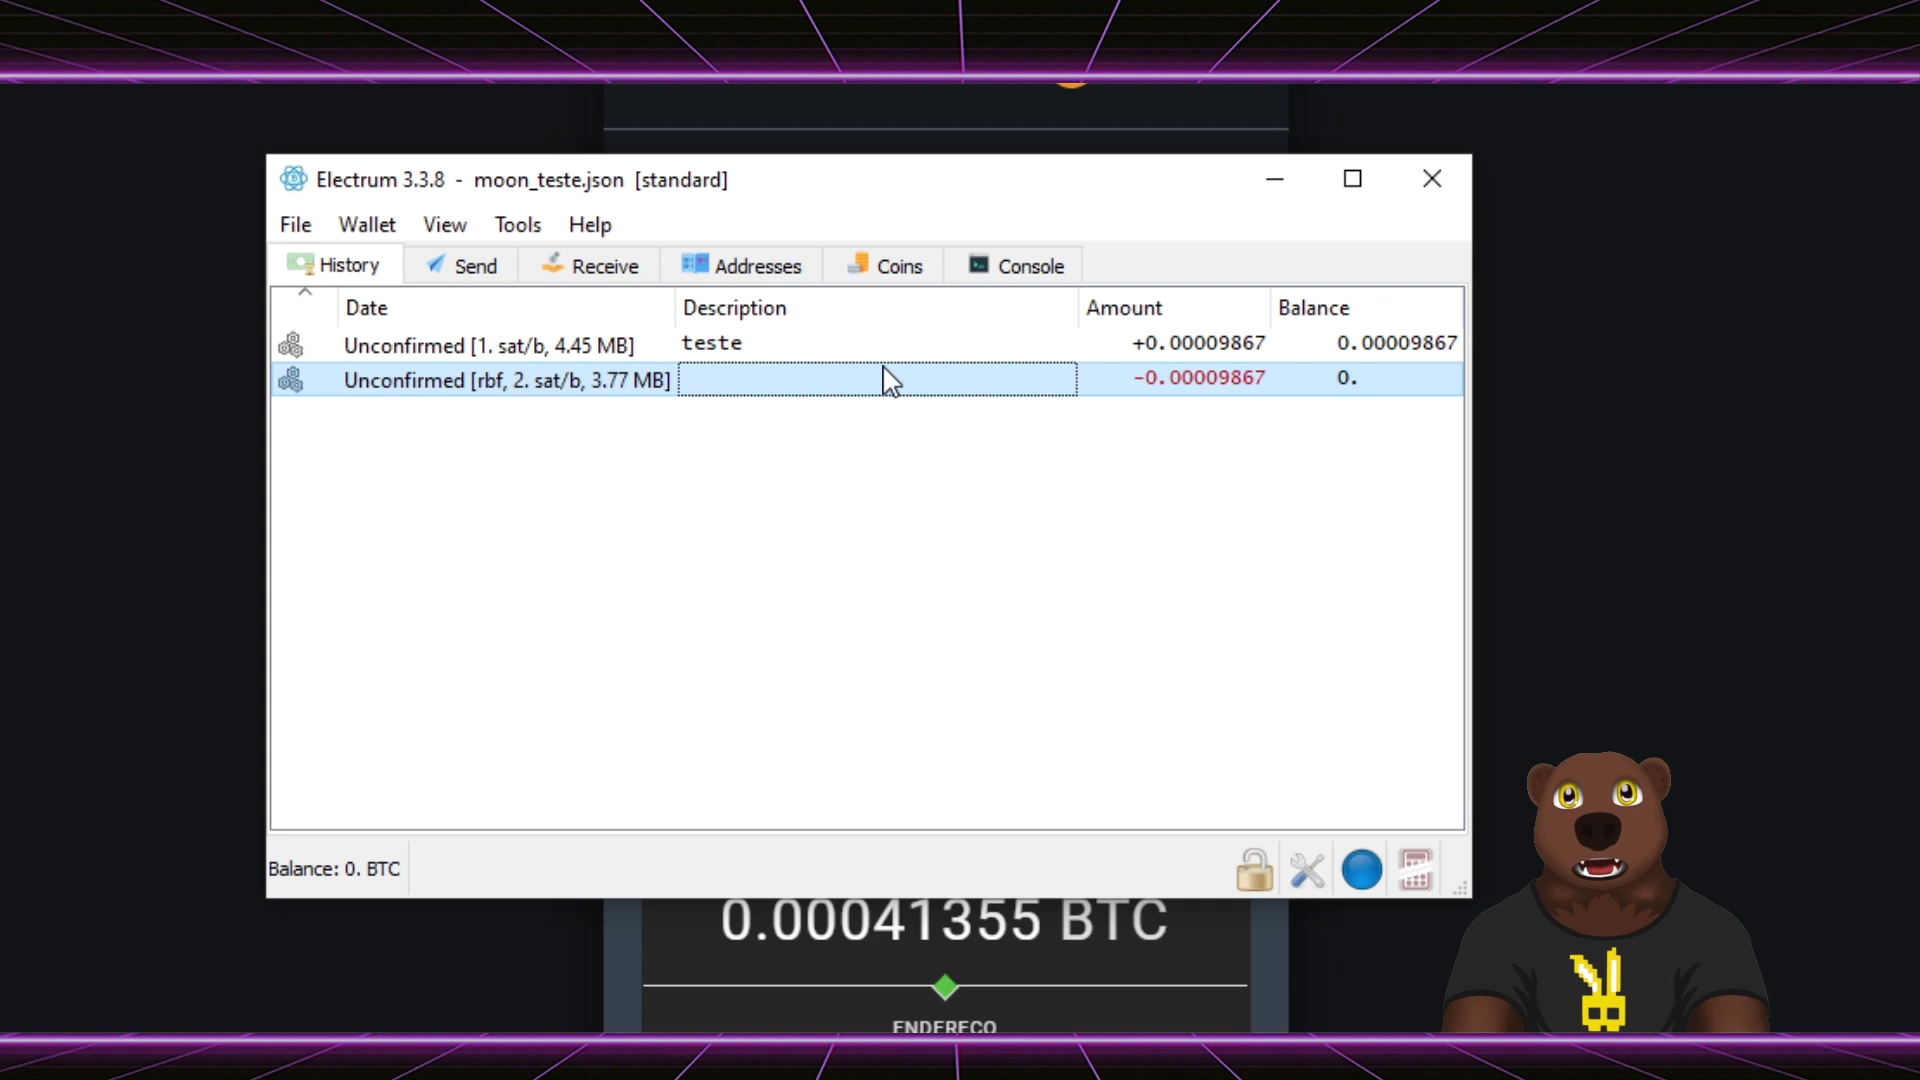 Electrum 3.3.8 - moon_teste.json [standard]
File Wallet View Tools Help
History Send Receive Addresses Coins Console
Date Description Amount Balance
Unconfirmed [1. sat/b, 4.45 MB] teste +0.00009867 0.00009867
Unconfirmed [rbf, 2. sat/b, 3.77 MB] -0.00009867 0.
Balance: 0. BTC
0.00041355 BTC
ENDEREÇO